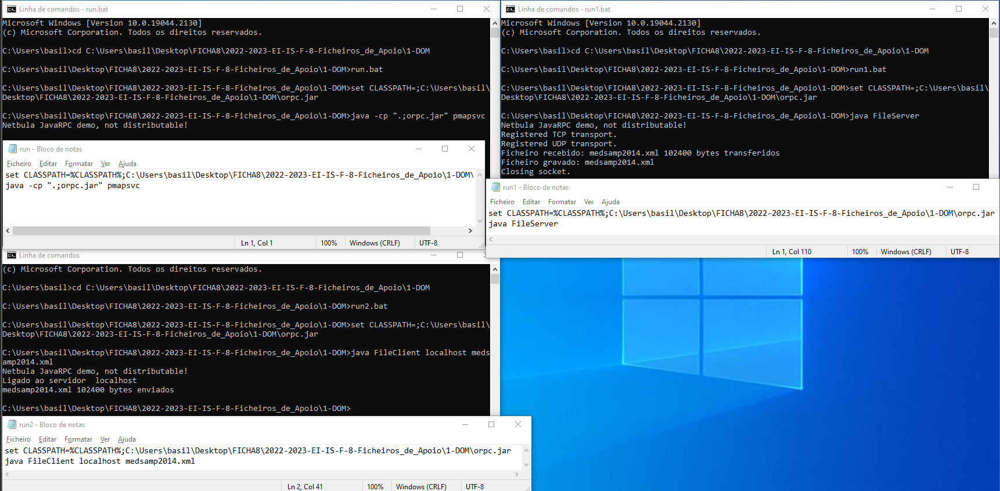 Linha de comandos - run.bat
Microsoft Windows [Version 10.0.19044.2130]
(c) Microsoft Corporation. Todos os direitos reservados.
C:\Users\basil>cd C:\Users\basil\Desktop\FICHA8\2022-2023-EI-IS-F-8-Ficheiros_de_Apoio\1-DOM
C:\Users\basil\Desktop\FICHA8\2022-2023-EI-IS-F-8-Ficheiros_de_Apoio\1-DOM>run.bat
C:\Users\basil\Desktop\FICHA8\2022-2023-EI-IS-F-8-Ficheiros_de_Apoio\1-DOM>set CLASSPATH=;C:\Users\basil\
Desktop\FICHA8\2022-2023-EI-IS-F-8-Ficheiros_de_Apoio\1-DOM\orpc.jar
C:\Users\basil\Desktop\FICHA8\2022-2023-EI-IS-F-8-Ficheiros_de_Apoio\1-DOM>java -cp ".;orpc.jar" pmapsvc
Netbula JavaRPC demo, not distributable!
run - Bloco de notas
Ficheiro Editar Formatar Ver Ajuda
set CLASSPATH=%CLASSPATH%;C:\Users\basil\Desktop\FICHA8\2022-2023-EI-IS-F-8-Ficheiros_de_Apoio\1-DOM\
java -cp ".;orpc.jar" pmapsvc
Ln 1, Col 1 100% Windows (CRLF) UTF-8
Linha de comandos - run1.bat
Microsoft Windows [Version 10.0.19044.2130]
(c) Microsoft Corporation. Todos os direitos reservados.
C:\Users\basil>cd C:\Users\basil\Desktop\FICHA8\2022-2023-EI-IS-F-8-Ficheiros_de_Apoio\1-DOM
C:\Users\basil\Desktop\FICHA8\2022-2023-EI-IS-F-8-Ficheiros_de_Apoio\1-DOM>run1.bat
C:\Users\basil\Desktop\FICHA8\2022-2023-EI-IS-F-8-Ficheiros_de_Apoio\1-DOM>set CLASSPATH=;C:\Users\basil\
Desktop\FICHA8\2022-2023-EI-IS-F-8-Ficheiros_de_Apoio\1-DOM\orpc.jar
C:\Users\basil\Desktop\FICHA8\2022-2023-EI-IS-F-8-Ficheiros_de_Apoio\1-DOM>java FileServer
Netbula JavaRPC demo, not distributable!
Registered TCP transport.
Registered UDP transport.
Ficheiro recebido: medsamp2014.xml 102400 bytes transferidos
Ficheiro gravado: medsamp2014.xml
Closing socket.
run1 - Bloco de notas
Ficheiro Editar Formatar Ver Ajuda
set CLASSPATH=%CLASSPATH%;C:\Users\basil\Desktop\FICHA8\2022-2023-EI-IS-F-8-Ficheiros_de_Apoio\1-DOM\orpc.jar
java FileServer
Ln 1, Col 110 100% Windows (CRLF) UTF-8
Linha de comandos
(c) Microsoft Corporation. Todos os direitos reservados.
C:\Users\basil>cd C:\Users\basil\Desktop\FICHA8\2022-2023-EI-IS-F-8-Ficheiros_de_Apoio\1-DOM
C:\Users\basil\Desktop\FICHA8\2022-2023-EI-IS-F-8-Ficheiros_de_Apoio\1-DOM>run2.bat
C:\Users\basil\Desktop\FICHA8\2022-2023-EI-IS-F-8-Ficheiros_de_Apoio\1-DOM>set CLASSPATH=;C:\Users\basil\
Desktop\FICHA8\2022-2023-EI-IS-F-8-Ficheiros_de_Apoio\1-DOM\orpc.jar
C:\Users\basil\Desktop\FICHA8\2022-2023-EI-IS-F-8-Ficheiros_de_Apoio\1-DOM>java FileClient localhost meds
amp2014.xml
Netbula JavaRPC demo, not distributable!
Ligado ao servidor  localhost
medsamp2014.xml 102400 bytes enviados
C:\Users\basil\Desktop\FICHA8\2022-2023-EI-IS-F-8-Ficheiros_de_Apoio\1-DOM>
run2 - Bloco de notas
Ficheiro Editar Formatar Ver Ajuda
set CLASSPATH=%CLASSPATH%;C:\Users\basil\Desktop\FICHA8\2022-2023-EI-IS-F-8-Ficheiros_de_Apoio\1-DOM\orpc.jar
java FileClient localhost medsamp2014.xml
Ln 2, Col 41 100% Windows (CRLF) UTF-8